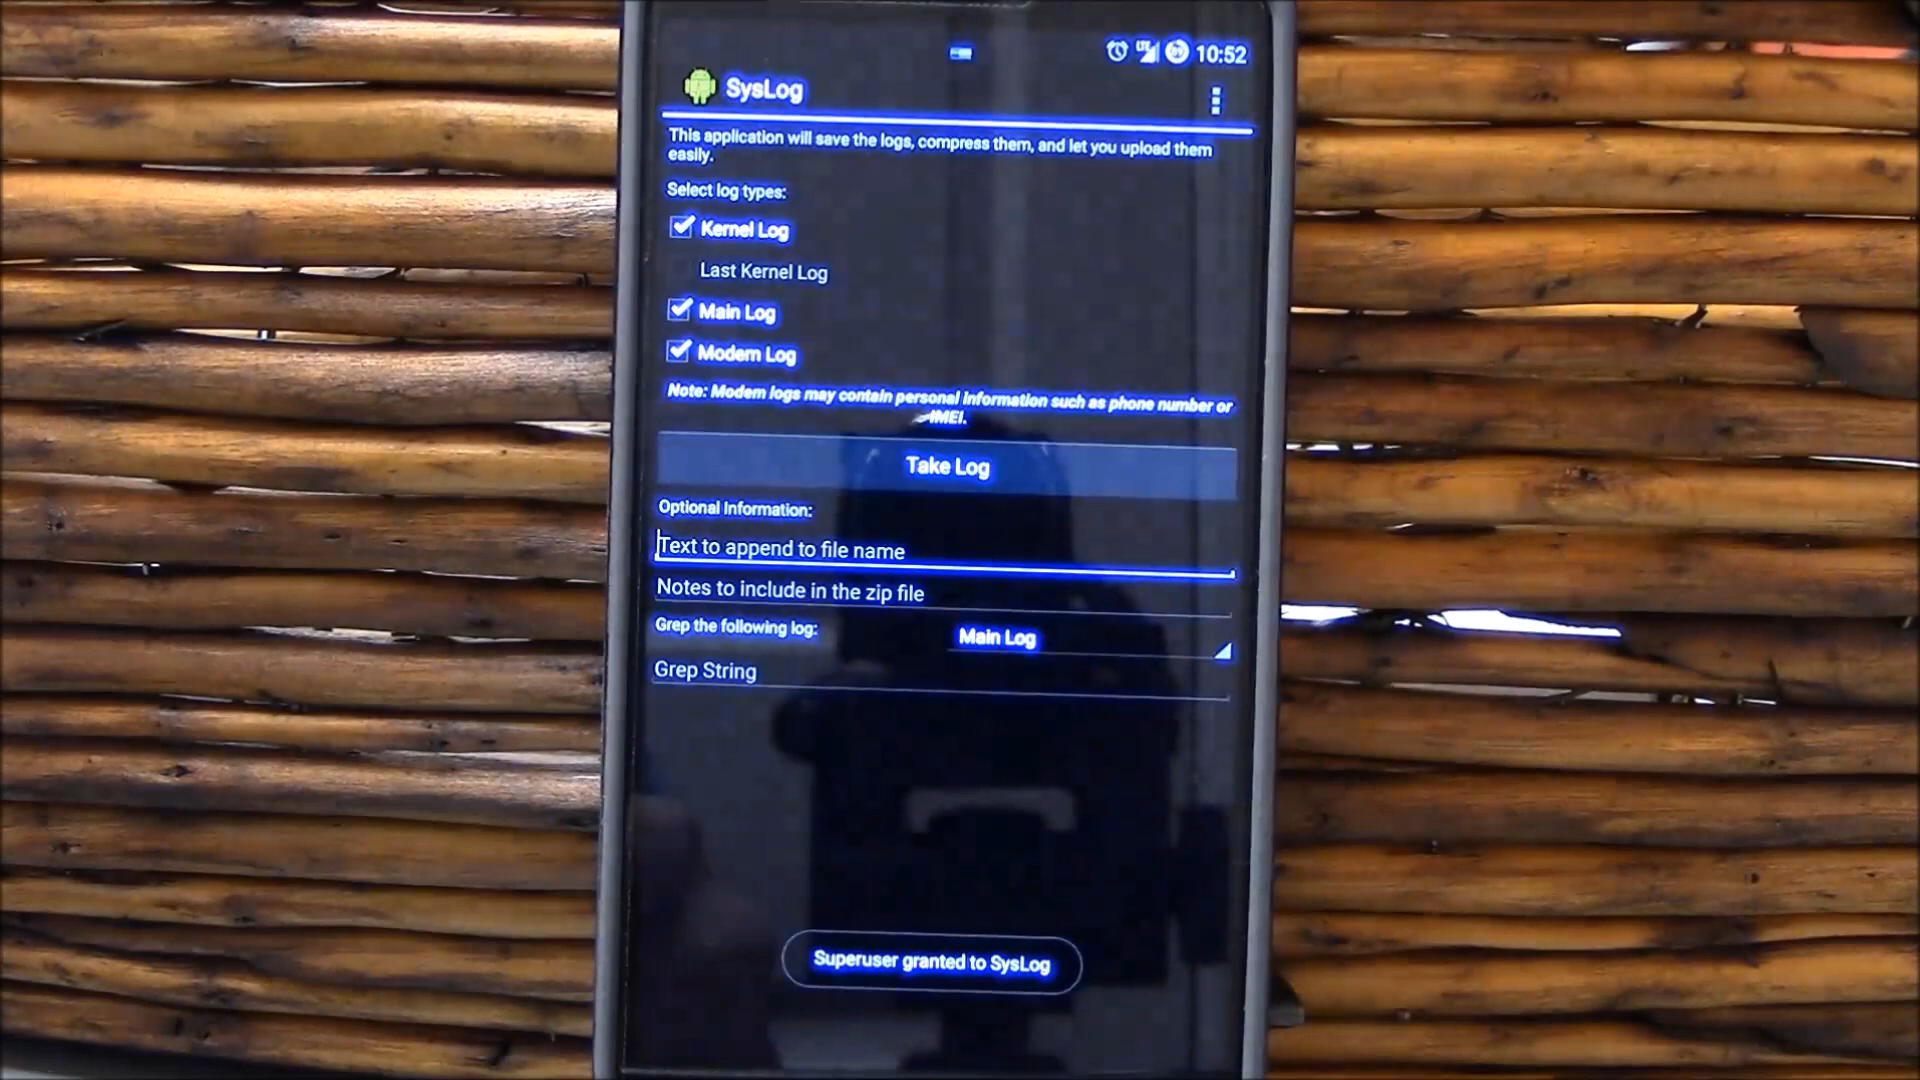 LTE 10:52
SysLog
This application will save the logs, compress them, and let you upload them
easily.
Select log types:
Kernel Log
Last Kernel Log
Main Log
Modem Log
Note: Modem logs may contain personal information such as phone number or
IMEI.
Take Log
Optional Information:
Text to append to file name
Notes to include in the zip file
Grep the following log: Main Log
Grep String
Superuser granted to SysLog